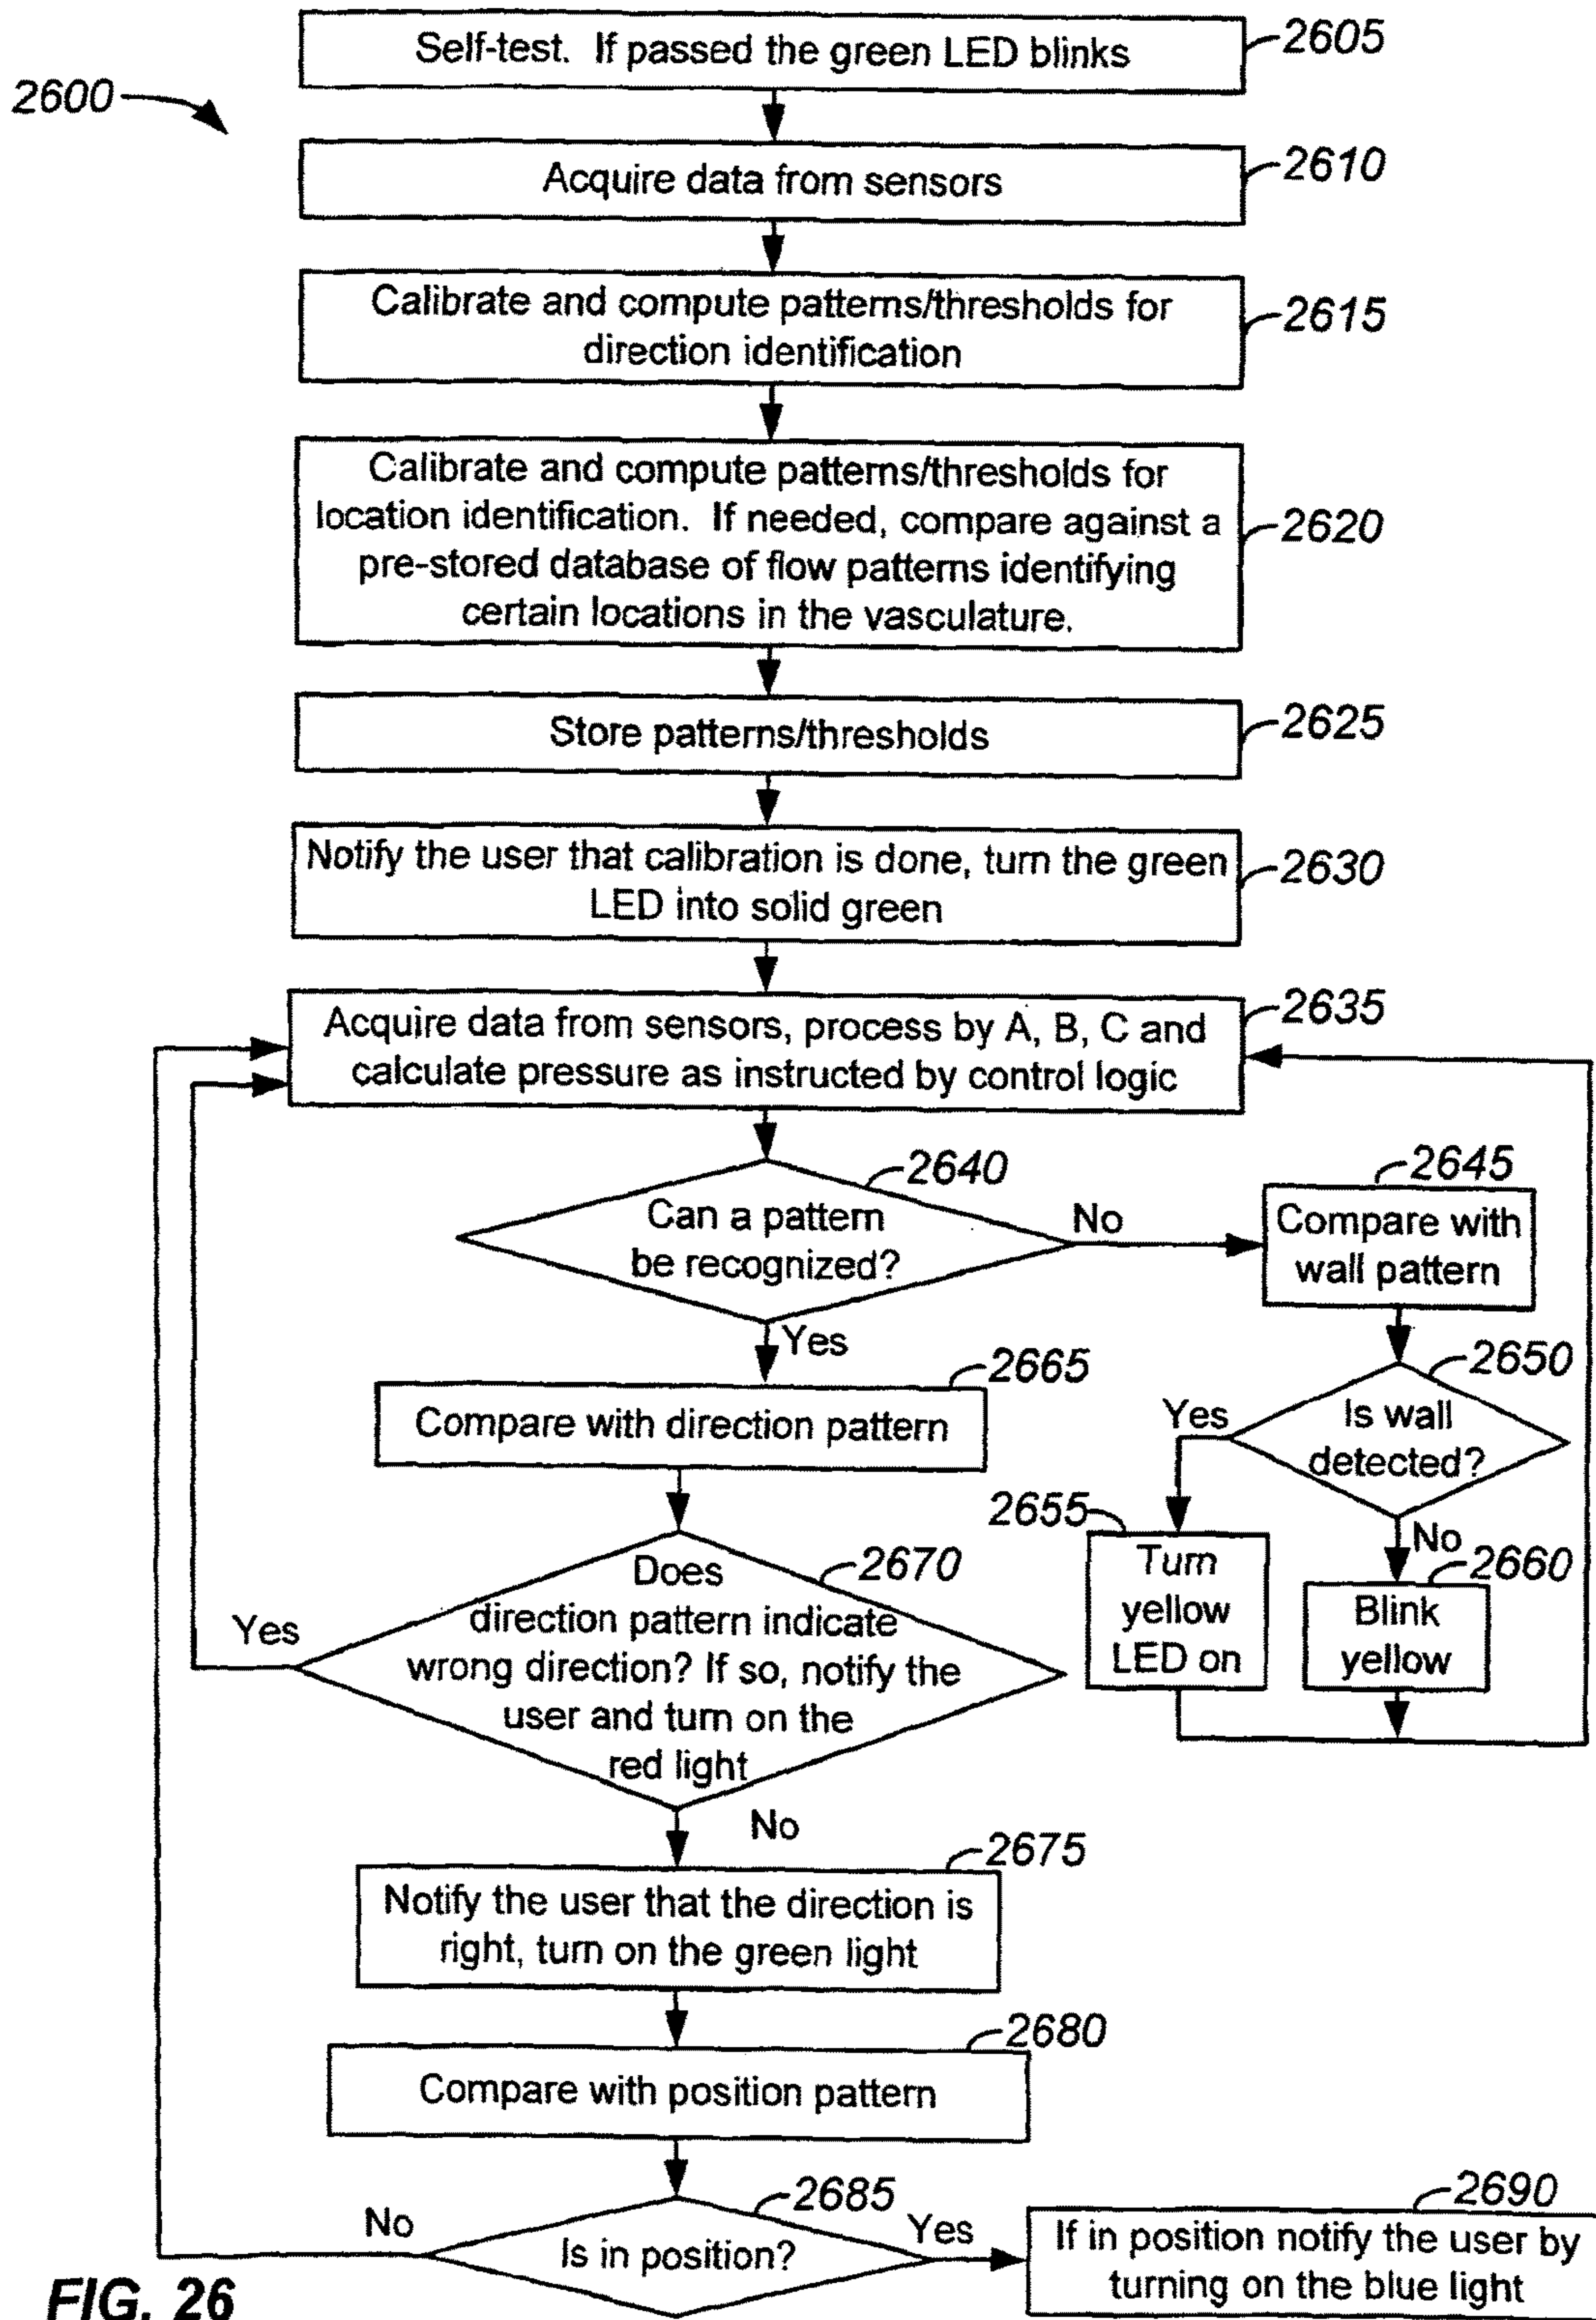 Self-test. If passed the green LED blinks
2605
2600
Acquire data from sensors
2610
Calibrate and compute patterns/thresholds for
direction identification
2615
Calibrate and compute patterns/thresholds for
location identification. If needed, compare against a
pre-stored database of flow patterns identifying
certain locations in the vasculature.
2620
Store patterns/thresholds
2625
Notify the user that calibration is done, turn the green
LED into solid green
2630
Acquire data from sensors, process by A, B, C and
calculate pressure as instructed by control logic
2635
2640
Can a pattern
be recognized?
No
2645
Compare with
wall pattern
Yes
2650
Is wall
detected?
Yes
No
2655
Turn
yellow
LED on
2660
Blink
yellow
2665
Compare with direction pattern
2670
Does
direction pattern indicate
wrong direction? If so, notify the
user and turn on the
red light
Yes
No
2675
Notify the user that the direction is
right, turn on the green light
2680
Compare with position pattern
2685
Is in position?
No
Yes
2690
If in position notify the user by
turning on the blue light
FIG. 26